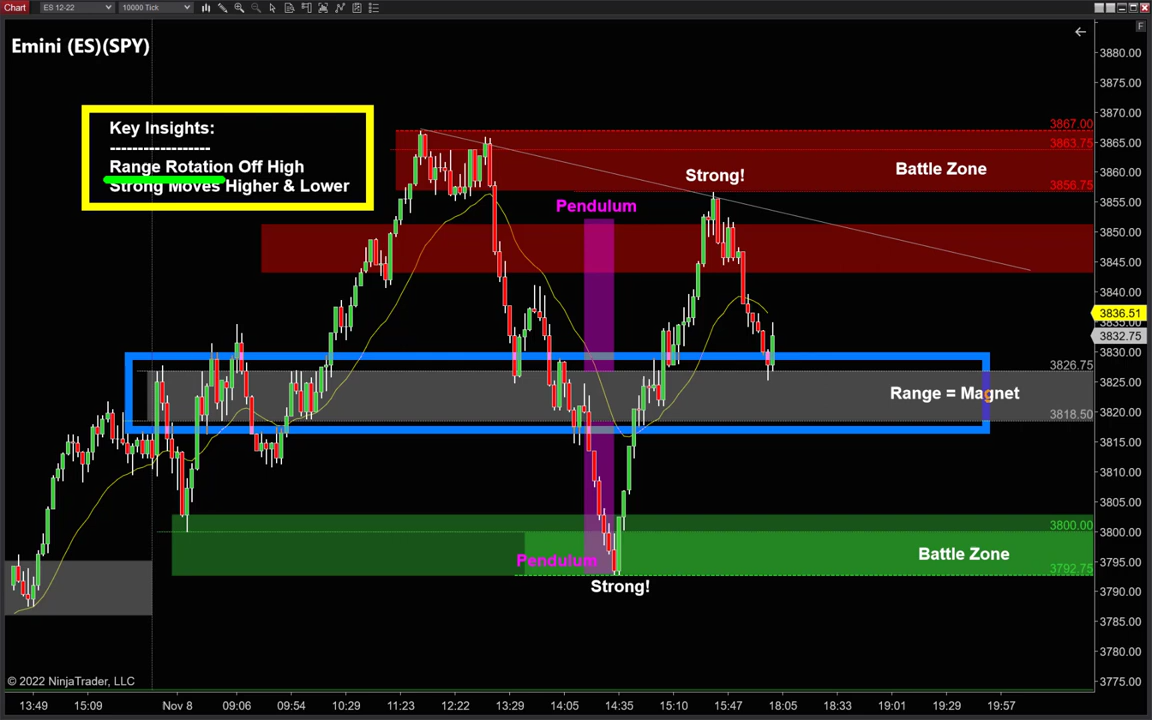 Chart ES 12-22 10000 Tick
F
Emini (ES)(SPY)
Key Insights:
------------------
Range Rotation Off High
Strong Moves Higher & Lower
3867.00
3863.75
3856.75
Battle Zone
Strong!
Pendulum
3826.75
Range = Magnet
3818.50
3800.00
Battle Zone
3792.75
Pendulum
Strong!
3880.00
3875.00
3870.00
3865.00
3860.00
3855.00
3850.00
3845.00
3840.00
3836.51
3835.00
3832.75
3830.00
3825.00
3820.00
3815.00
3810.00
3805.00
3800.00
3795.00
3790.00
3785.00
3780.00
3775.00
© 2022 NinjaTrader, LLC
13:49 15:09 Nov 8 09:06 09:54 10:29 11:23 12:22 13:29 14:05 14:35 15:10 15:47 18:05 18:33 19:01 19:29 19:57